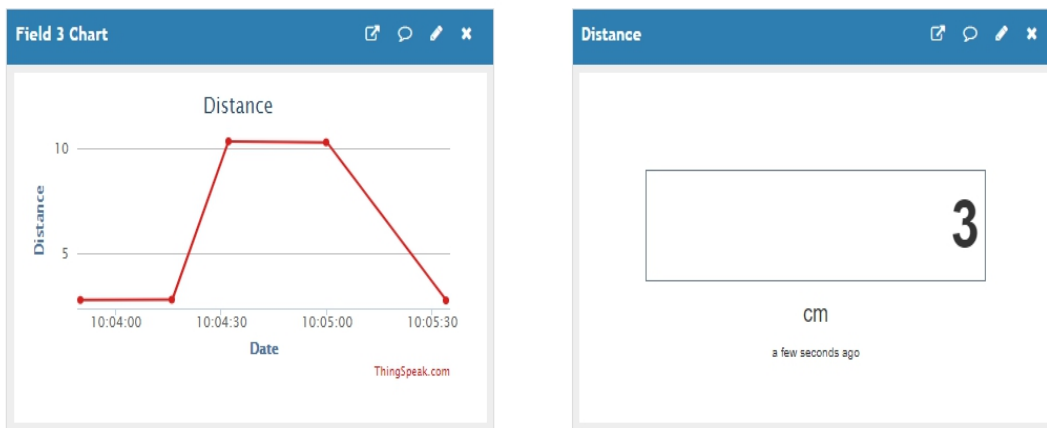 Field 3 Chart
Distance
10
5
Distance
10:04:00 10:04:30 10:05:00 10:05:30
Date
ThingSpeak.com
Distance
3
cm
a few seconds ago